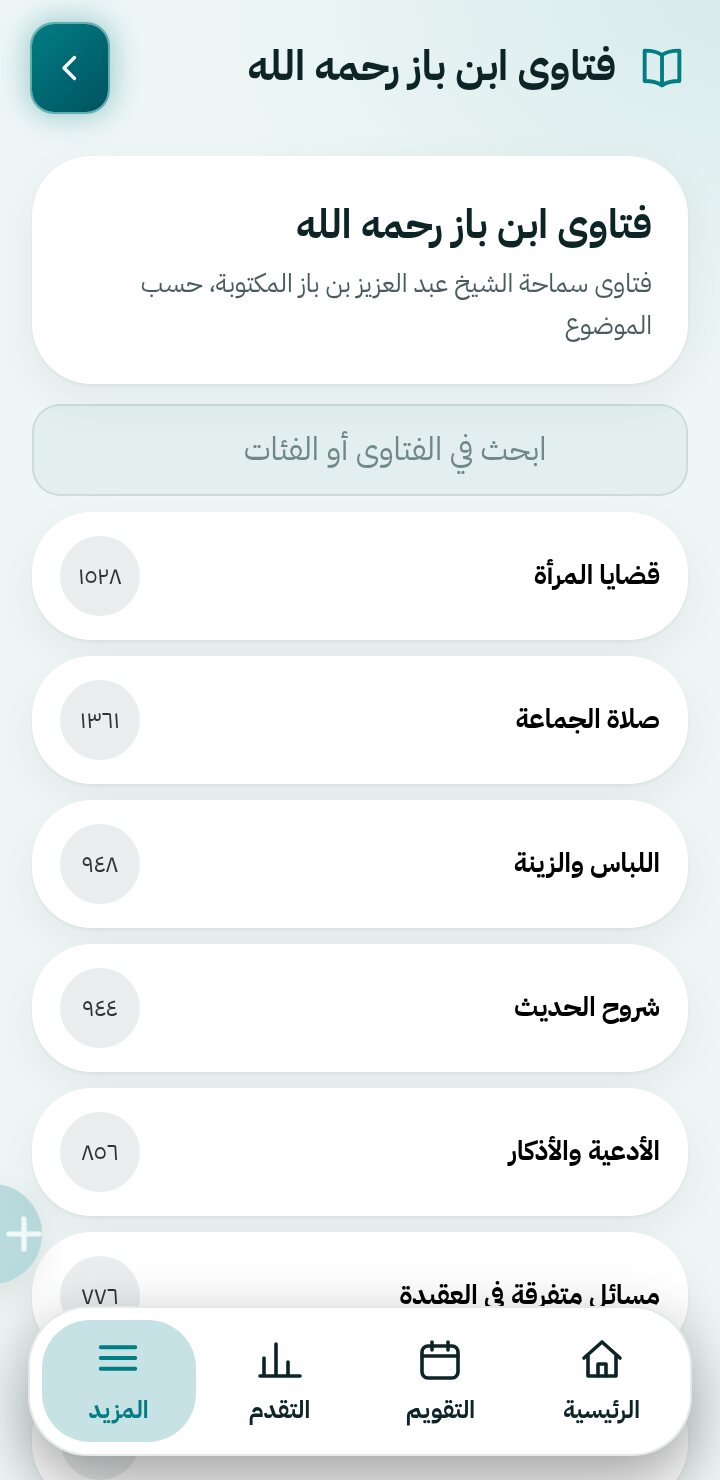 فتاوى ابن باز رحمه الله
فتاوى ابن باز رحمه الله
فتاوى سماحة الشيخ عبد العزيز بن باز المكتوبة، حسب
الموضوع
ابحث في الفتاوى أو الفئات
قضايا المرأة ١٥٢٨
صلاة الجماعة ١٣٦١
اللباس والزينة ٩٤٨
شروح الحديث ٩٤٤
الأدعية والأذكار ٨٥٦
مسائل متفرقة في العقيدة ٧٧٦
الرئيسية التقويم التقدم المزيد